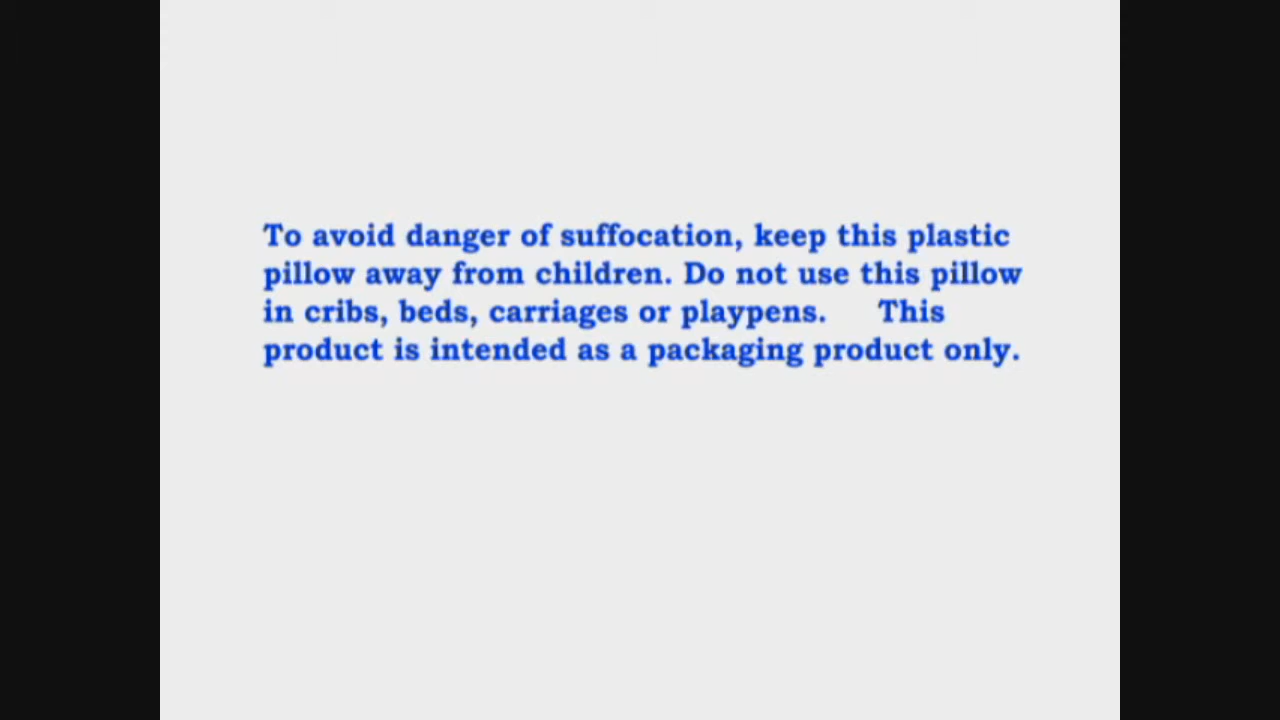 To avoid danger of suffocation, keep this plastic
pillow away from children. Do not use this pillow
in cribs, beds, carriages or playpens. This
product is intended as a packaging product only.